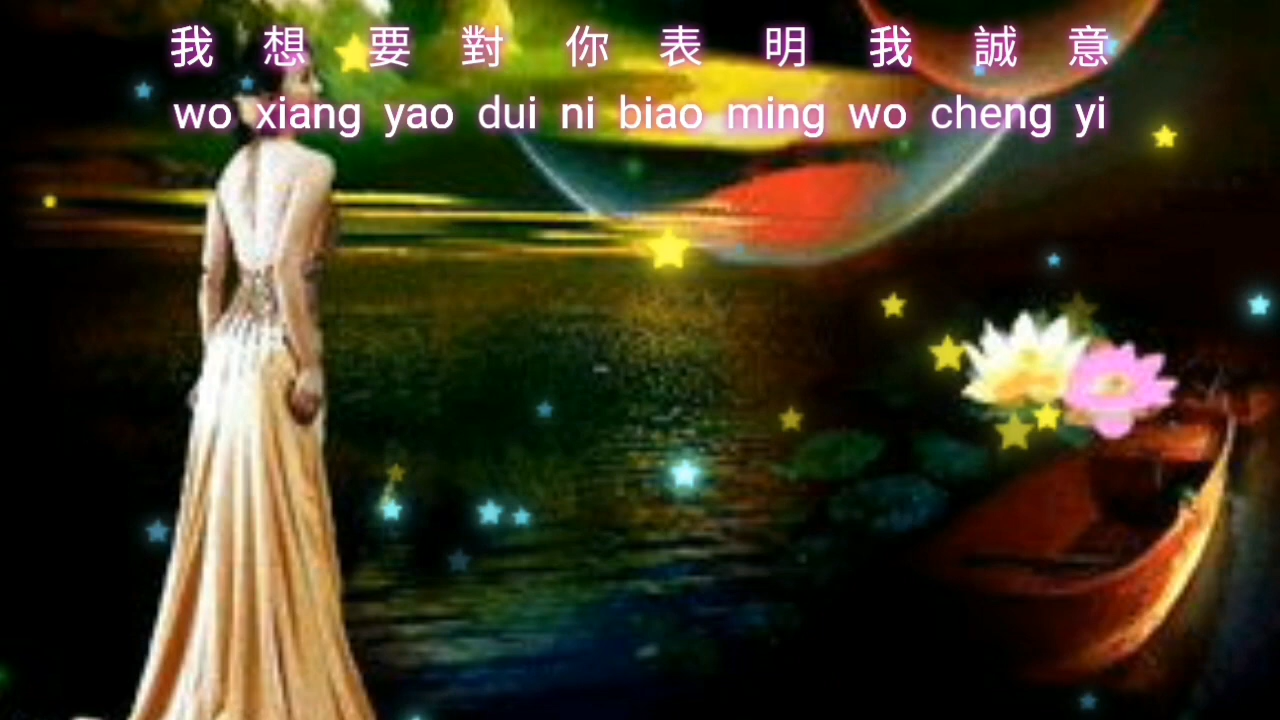 我 想 要 對 你 表 明 我 誠 意
wo xiang yao dui ni biao ming wo cheng yi